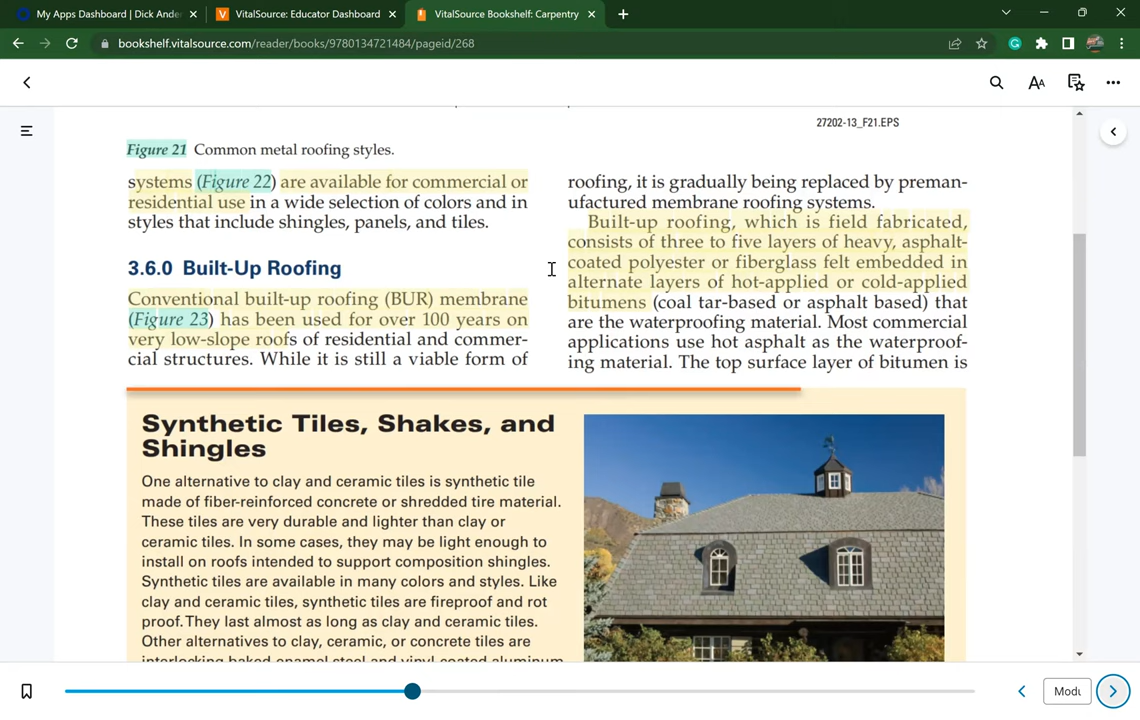 My Apps Dashboard | Dick Ander
VitalSource: Educator Dashboard
VitalSource Bookshelf: Carpentry
bookshelf.vitalsource.com/reader/books/9780134721484/pageid/268
27202-13_F21.EPS
Figure 21 Common metal roofing styles.
systems (Figure 22) are available for commercial or
residential use in a wide selection of colors and in
styles that include shingles, panels, and tiles.
3.6.0 Built-Up Roofing
Conventional built-up roofing (BUR) membrane
(Figure 23) has been used for over 100 years on
very low-slope roofs of residential and commer-
cial structures. While it is still a viable form of
roofing, it is gradually being replaced by preman-
ufactured membrane roofing systems.
Built-up roofing, which is field fabricated,
consists of three to five layers of heavy, asphalt-
coated polyester or fiberglass felt embedded in
alternate layers of hot-applied or cold-applied
bitumens (coal tar-based or asphalt based) that
are the waterproofing material. Most commercial
applications use hot asphalt as the waterproof-
ing material. The top surface layer of bitumen is
Synthetic Tiles, Shakes, and
Shingles
One alternative to clay and ceramic tiles is synthetic tile
made of fiber-reinforced concrete or shredded tire material.
These tiles are very durable and lighter than clay or
ceramic tiles. In some cases, they may be light enough to
install on roofs intended to support composition shingles.
Synthetic tiles are available in many colors and styles. Like
clay and ceramic tiles, synthetic tiles are fireproof and rot
proof. They last almost as long as clay and ceramic tiles.
Other alternatives to clay, ceramic, or concrete tiles are
interlocking baked enamel steel and vinyl-coated aluminum
Modu